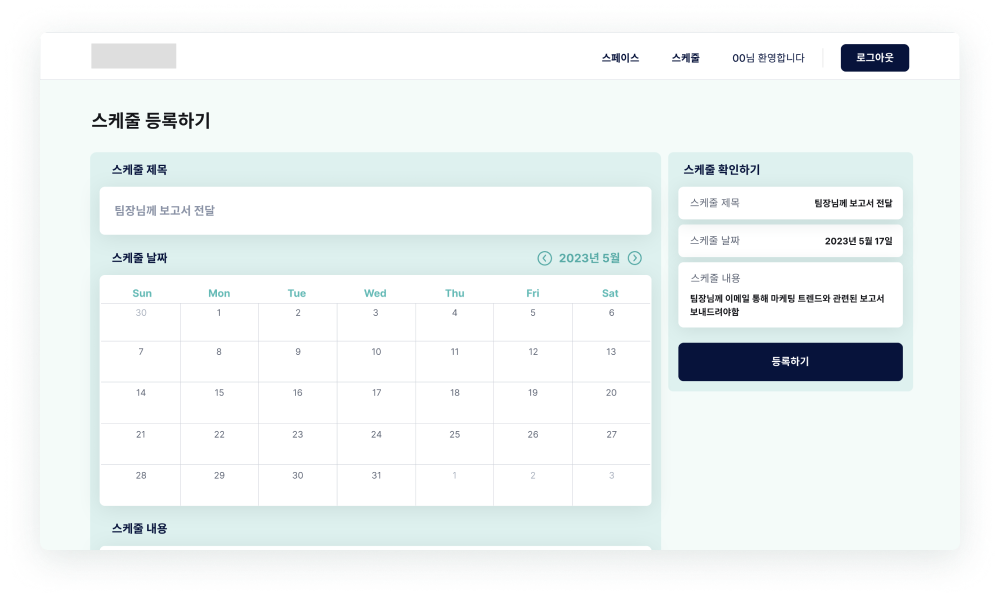 스페이스 스케줄 00님 환영합니다 로그아웃
스케줄 등록하기
스케줄 제목
팀장님께 보고서 전달
스케줄 날짜 2023년 5월
Sun Mon Tue Wed Thu Fri Sat
30 1 2 3 4 5 6
7 8 9 10 11 12 13
14 15 16 17 18 19 20
21 22 23 24 25 26 27
28 29 30 31 1 2 3
스케줄 내용
스케줄 확인하기
스케줄 제목 팀장님께 보고서 전달
스케줄 날짜 2023년 5월 17일
스케줄 내용
팀장님께 이메일 통해 마케팅 트렌드와 관련된 보고서
보내드려야함
등록하기